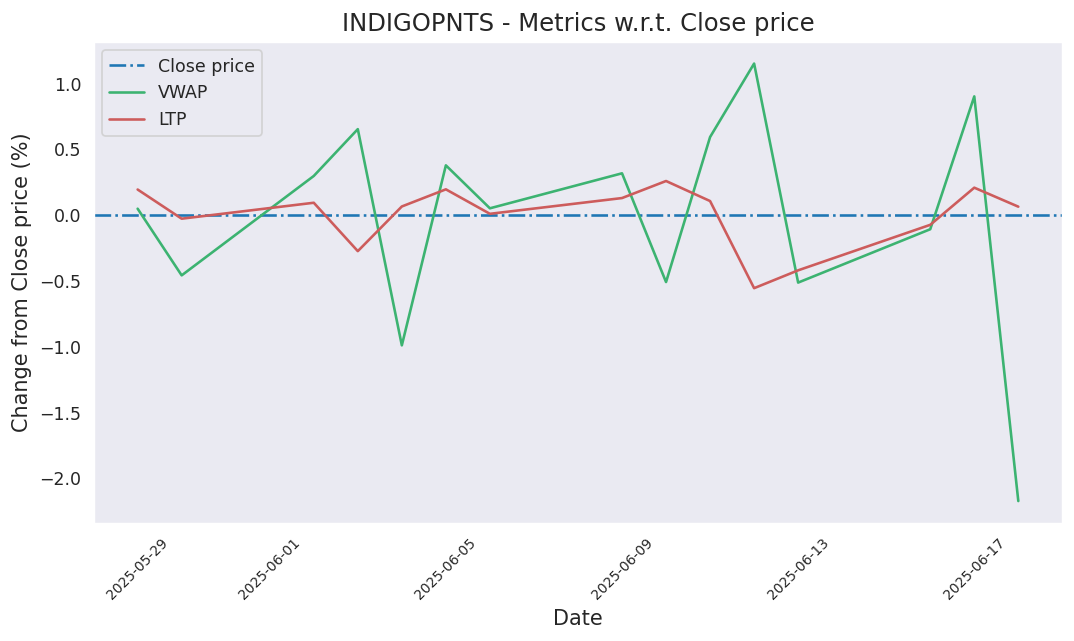 INDIGOPNTS - Metrics w.r.t. Close price
Close price
VWAP
LTP
Change from Close price (%)
1.0
0.5
0.0
−0.5
−1.0
−1.5
−2.0
2025-05-29
2025-06-01
2025-06-05
2025-06-09
2025-06-13
2025-06-17
Date